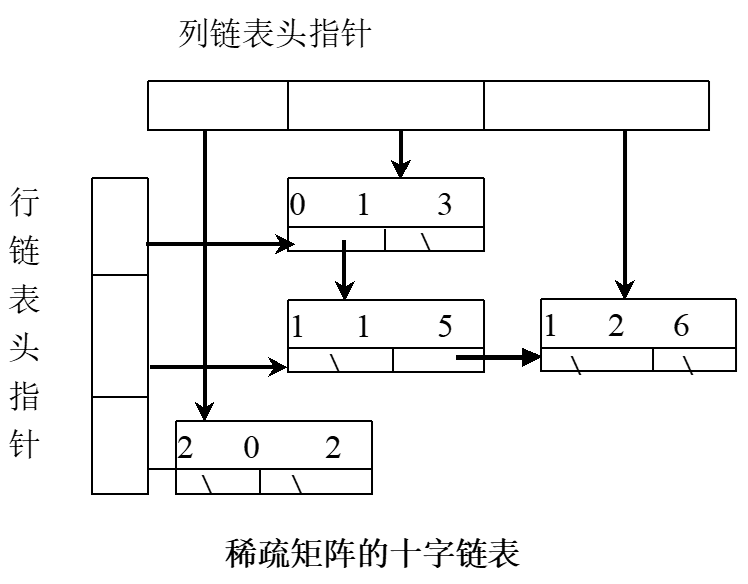 列链表头指针
行链表头指针
0 1 3
\
1 1 5
\
1 2 6
\ \
2 0 2
\ \
稀疏矩阵的十字链表